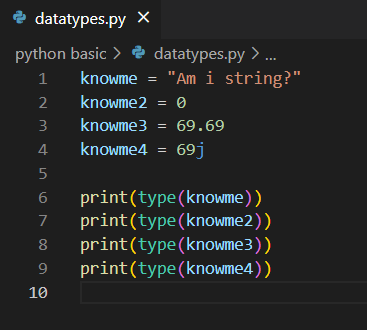 datatypes.py ×
python basic > datatypes.py > ...
1 knowme = "Am i string?"
2 knowme2 = 0
3 knowme3 = 69.69
4 knowme4 = 69j
5
6 print(type(knowme))
7 print(type(knowme2))
8 print(type(knowme3))
9 print(type(knowme4))
10